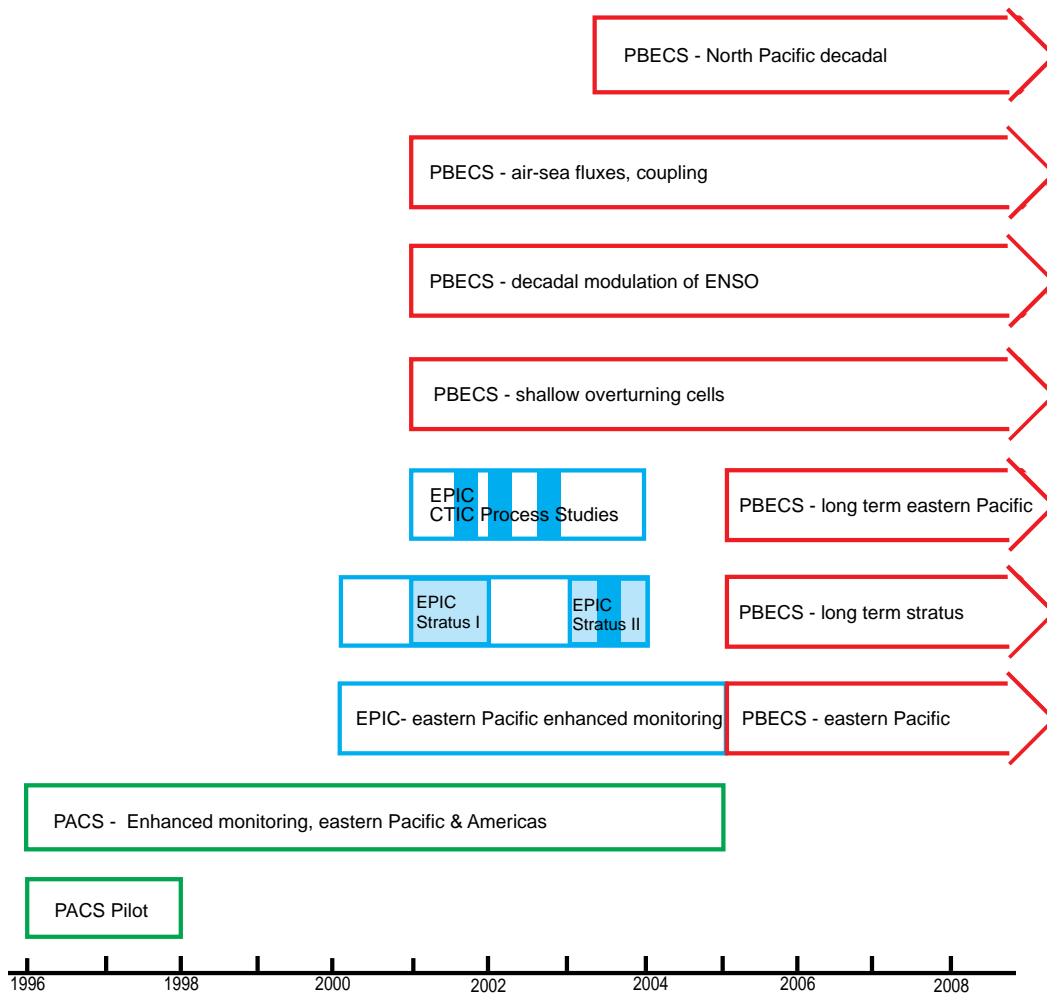 PBECS - North Pacific decadal
PBECS - air-sea fluxes, coupling
PBECS - decadal modulation of ENSO
PBECS - shallow overturning cells
EPIC
CTIC Process Studies
PBECS - long term eastern Pacific
EPIC
Stratus I
EPIC
Stratus II
PBECS - long term stratus
EPIC- eastern Pacific enhanced monitoring
PBECS - eastern Pacific
PACS - Enhanced monitoring, eastern Pacific & Americas
PACS Pilot
1996 1998 2000 2002 2004 2006 2008